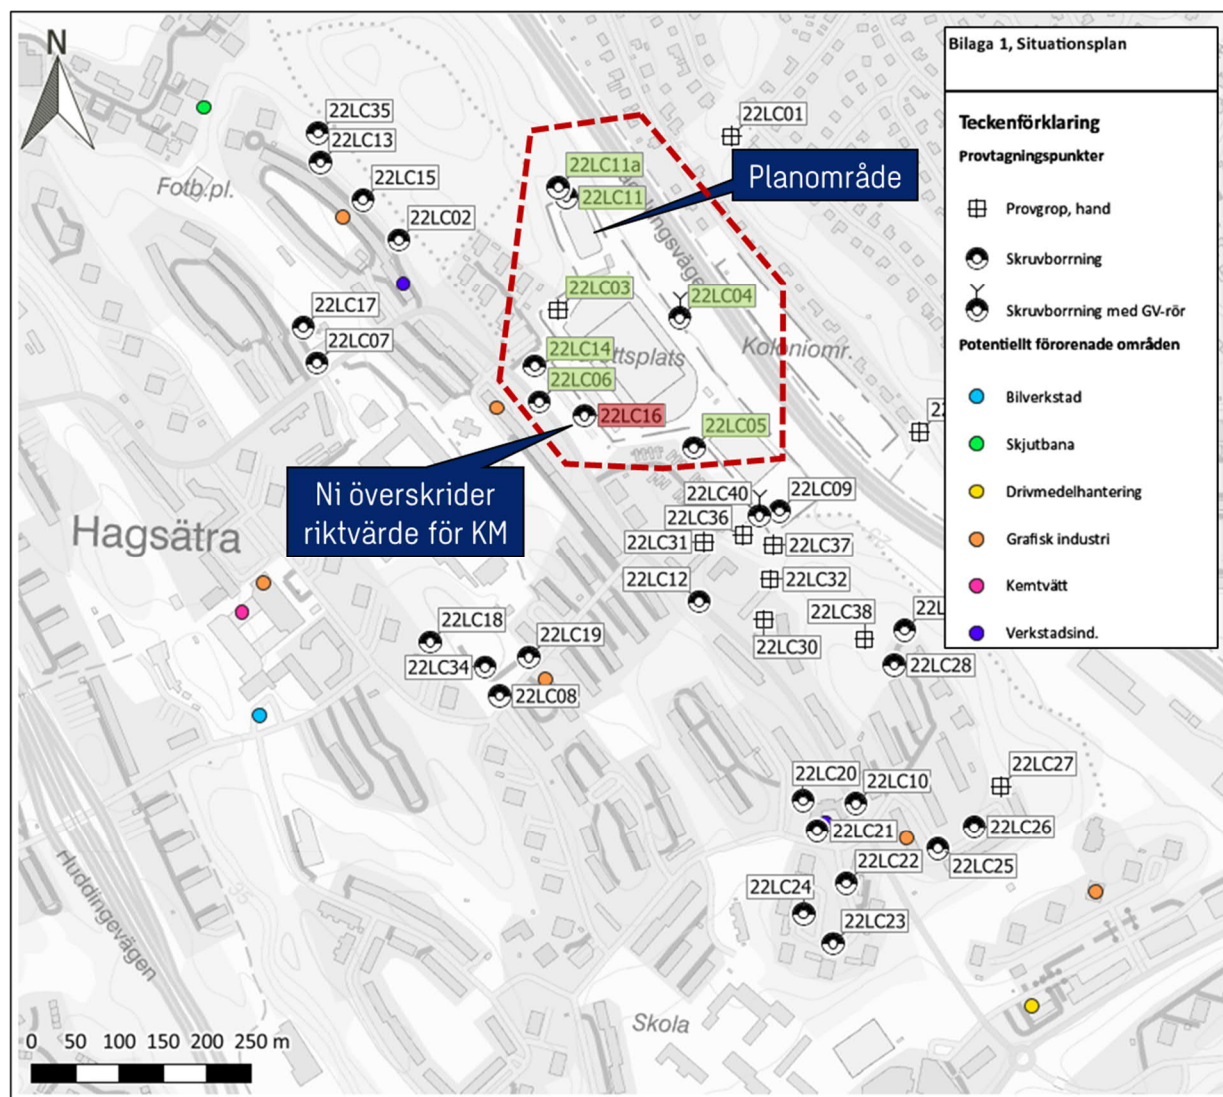 N
Bilaga 1, Situationsplan
Teckenförklaring
Provtagningspunkter
Provgrop, hand
Skruvborrning
Skruvborrning med GV-rör
Potentiellt förorenade områden
Bilverkstad
Skjutbana
Drivmedelhantering
Grafisk industri
Kemtvätt
Verkstadsind.
22LC35
22LC13
22LC15
22LC02
Fotb.pl.
22LC01
22LC11a
22LC11
Planområde
22LC03
22LC04
22LC17
22LC07
22LC14
22LC06
22LC16
22LC05
Koloniomr.
Ni överskrider
riktvärde för KM
Hagsätra
22LC40
22LC09
22LC36
22LC31
22LC37
22LC12
22LC32
22LC38
22LC30
22LC28
22LC18
22LC19
22LC34
22LC08
22LC27
22LC20
22LC10
22LC21
22LC26
22LC22
22LC25
22LC24
22LC23
Huddingevägen
Skola
0 50 100 150 200 250 m